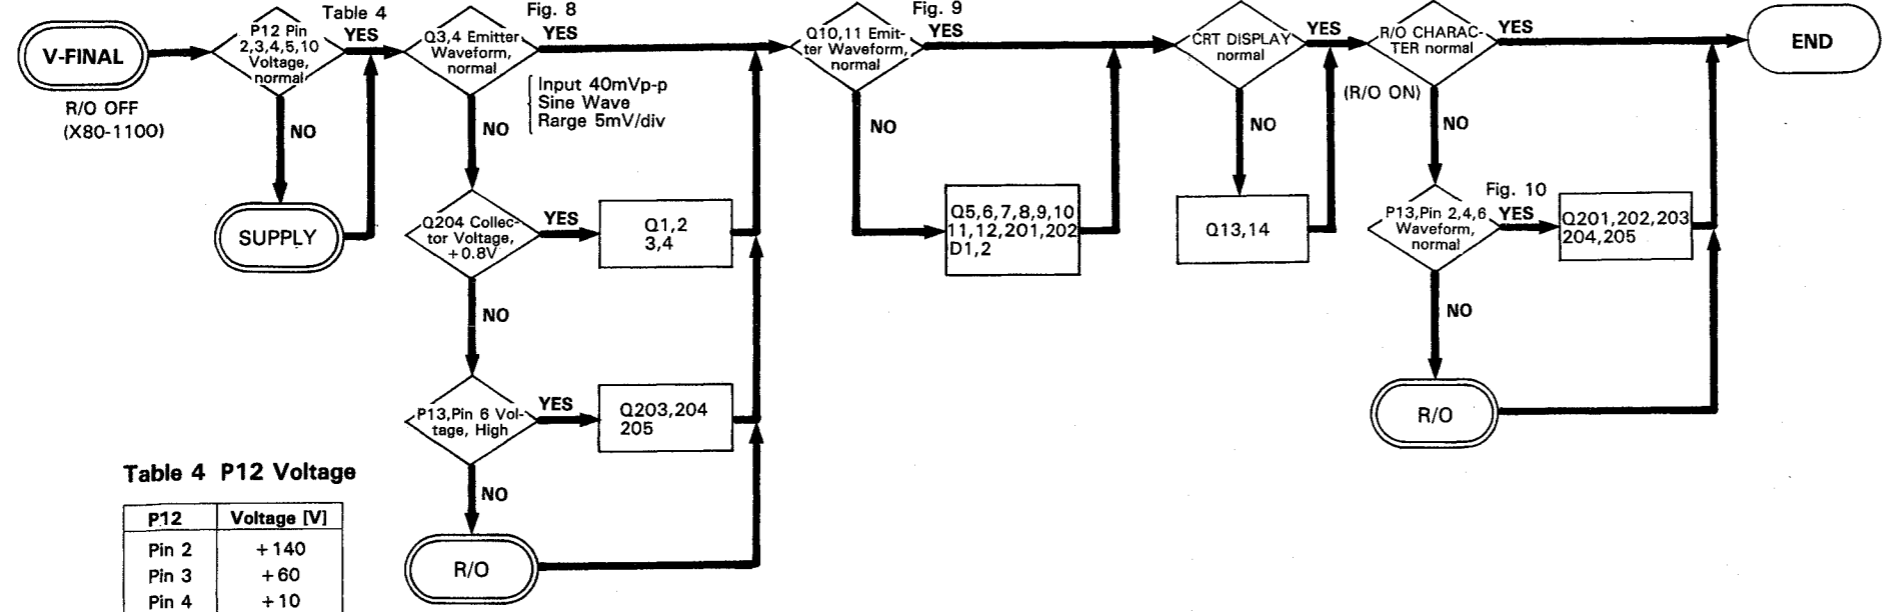 V-FINAL
R/O OFF
(X80-1100)
P12 Pin
2,3,4,5,10
Voltage,
normal
Table 4
YES
NO
SUPPLY
Q3,4 Emitter
Waveform,
normal
Fig. 8
YES
Input 40mVp-p
Sine Wave
Rarge 5mV/div
NO
Q204 Collec-
tor Voltage,
+0.8V
YES
Q1,2
3,4
NO
P13,Pin 6 Vol-
tage, High
YES
Q203,204
205
NO
R/O
Q10,11 Emit-
ter Waveform,
normal
Fig. 9
YES
NO
Q5,6,7,8,9,10
11,12,201,202
D1,2
CRT DISPLAY
normal
YES
NO
Q13,14
R/O CHARAC-
TER normal
YES
(R/O ON)
NO
P13,Pin 2,4,6
Waveform,
normal
Fig. 10
YES
Q201,202,203
204,205
NO
R/O
END
Table 4 P12 Voltage
P12 Voltage [V]
Pin 2 +140
Pin 3 +60
Pin 4 +10